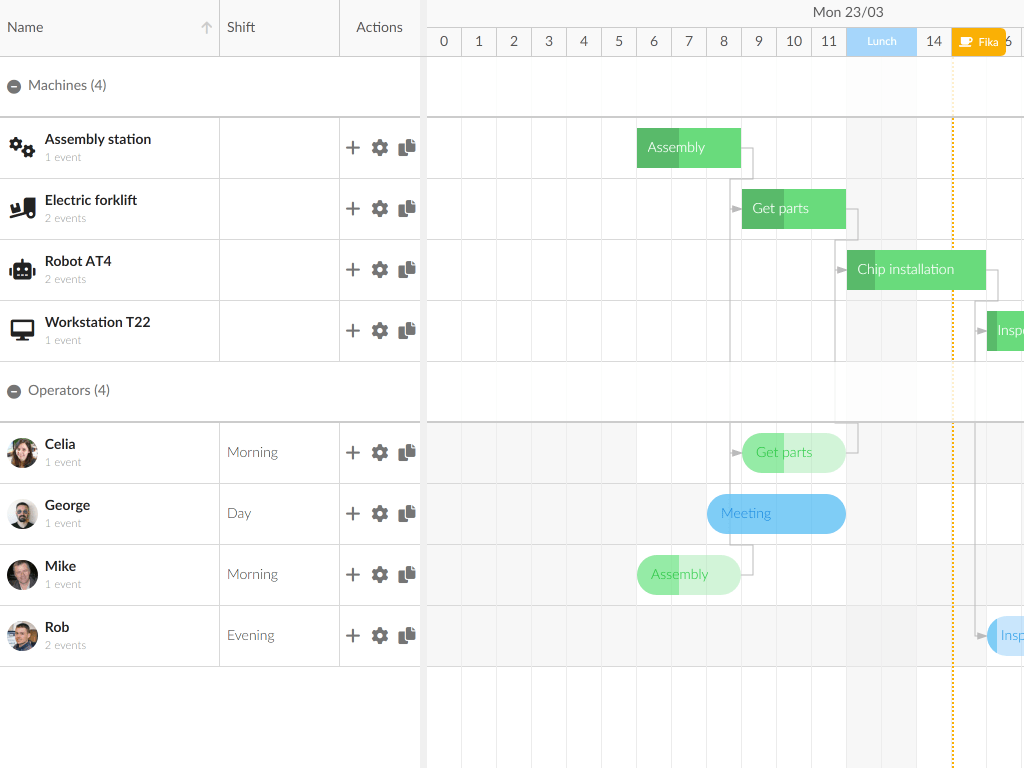 Name
Shift
Actions
Mon 23/03
0 1 2 3 4 5 6 7 8 9 10 11 Lunch 14 Fika 6
Machines (4)
Assembly station
1 event
Assembly
Electric forklift
2 events
Get parts
Robot AT4
2 events
Chip installation
Workstation T22
1 event
Inspe
Operators (4)
Celia
1 event
Morning
Get parts
George
1 event
Day
Meeting
Mike
1 event
Morning
Assembly
Rob
2 events
Evening
Insp